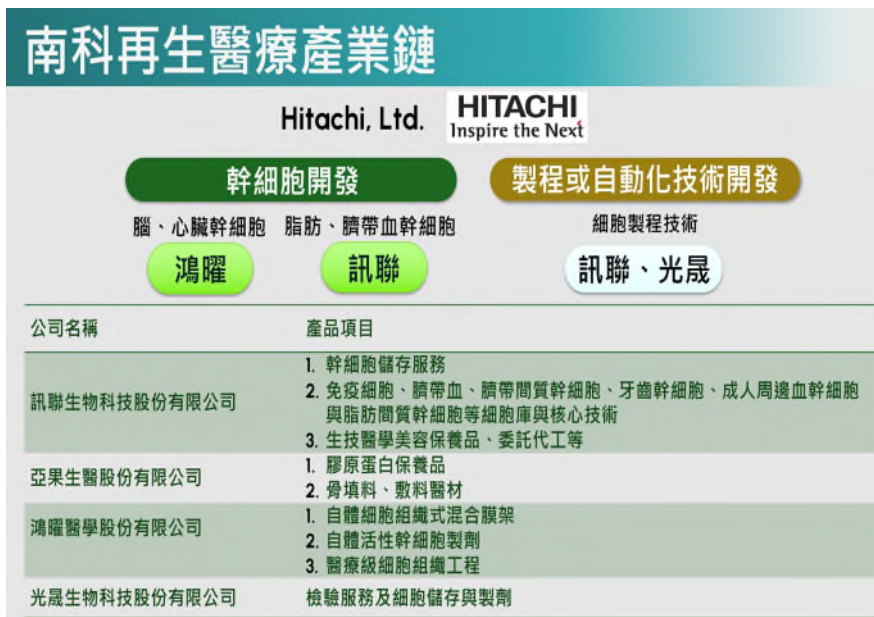 南科再生醫療產業鏈
Hitachi, Ltd.
HITACHI
Inspire the Next
幹細胞開發
製程或自動化技術開發
腦、心臟幹細胞
脂肪、臍帶血幹細胞
細胞製程技術
鴻曜
訊聯
訊聯、光晟
公司名稱
產品項目
訊聯生物科技股份有限公司
1. 幹細胞儲存服務
2. 免疫細胞、臍帶血、臍帶間質幹細胞、牙齒幹細胞、成人周邊血幹細胞
與脂肪間質幹細胞等細胞庫與核心技術
3. 生技醫學美容保養品、委託代工等
亞果生醫股份有限公司
1. 膠原蛋白保養品
2. 骨填料、敷料醫材
鴻曜醫學股份有限公司
1. 自體細胞組織式混合膜架
2. 自體活性幹細胞製劑
3. 醫療級細胞組織工程
光晟生物科技股份有限公司
檢驗服務及細胞儲存與製劑